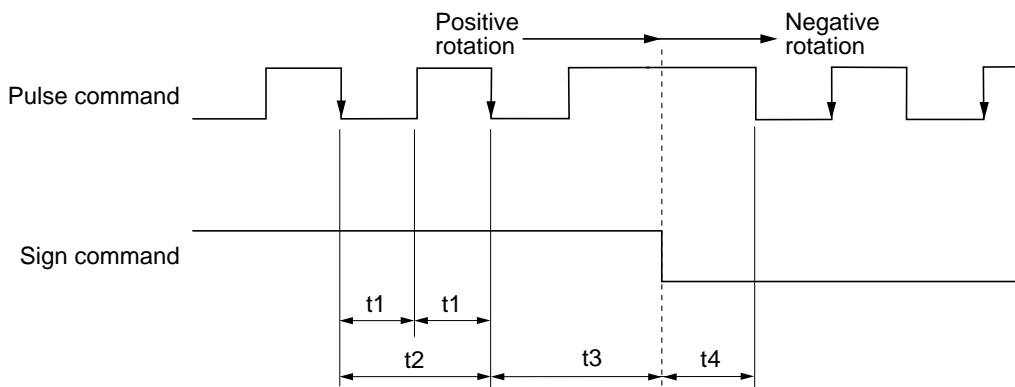 Positive
rotation
Negative
rotation
Pulse command
Sign command
t1
t1
t2
t3
t4